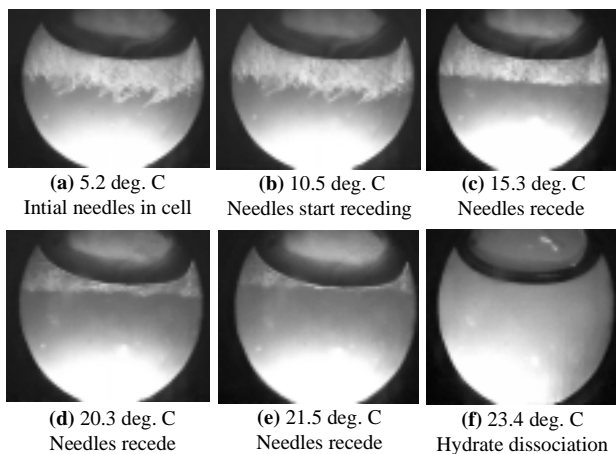 (a) 5.2 deg. C
Intial needles in cell
(b) 10.5 deg. C
Needles start receding
(c) 15.3 deg. C
Needles recede
(d) 20.3 deg. C
Needles recede
(e) 21.5 deg. C
Needles recede
(f) 23.4 deg. C
Hydrate dissociation